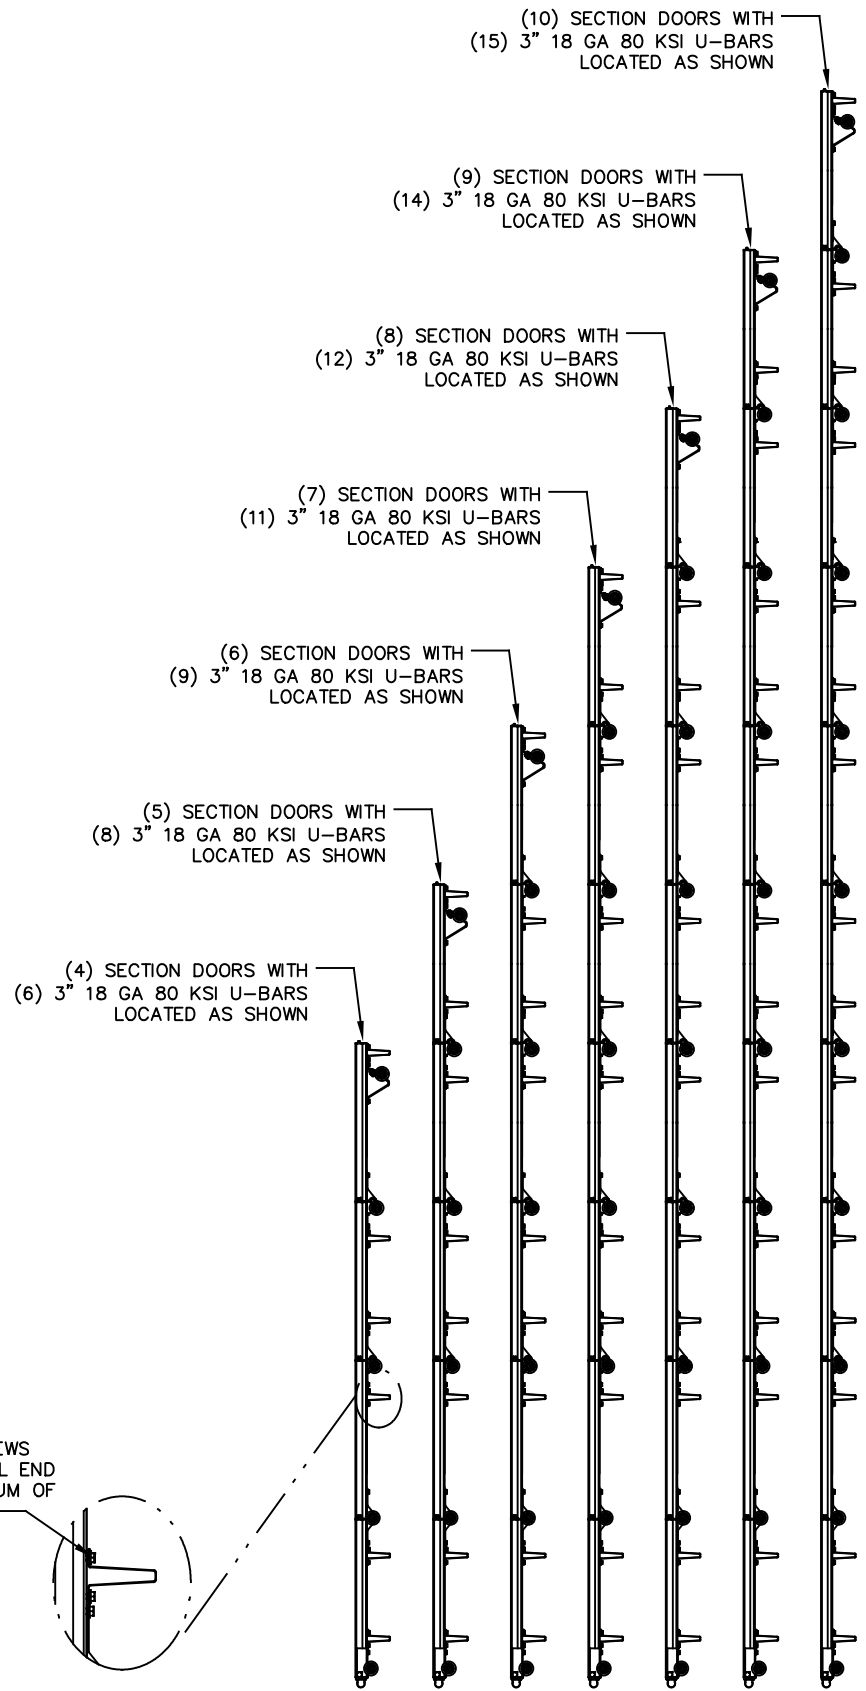 (10) SECTION DOORS WITH
(15) 3" 18 GA 80 KSI U-BARS
LOCATED AS SHOWN
(9) SECTION DOORS WITH
(14) 3" 18 GA 80 KSI U-BARS
LOCATED AS SHOWN
(8) SECTION DOORS WITH
(12) 3" 18 GA 80 KSI U-BARS
LOCATED AS SHOWN
(7) SECTION DOORS WITH
(11) 3" 18 GA 80 KSI U-BARS
LOCATED AS SHOWN
(6) SECTION DOORS WITH
(9) 3" 18 GA 80 KSI U-BARS
LOCATED AS SHOWN
(5) SECTION DOORS WITH
(8) 3" 18 GA 80 KSI U-BARS
LOCATED AS SHOWN
(4) SECTION DOORS WITH
(6) 3" 18 GA 80 KSI U-BARS
LOCATED AS SHOWN
EWS
L END
UM OF